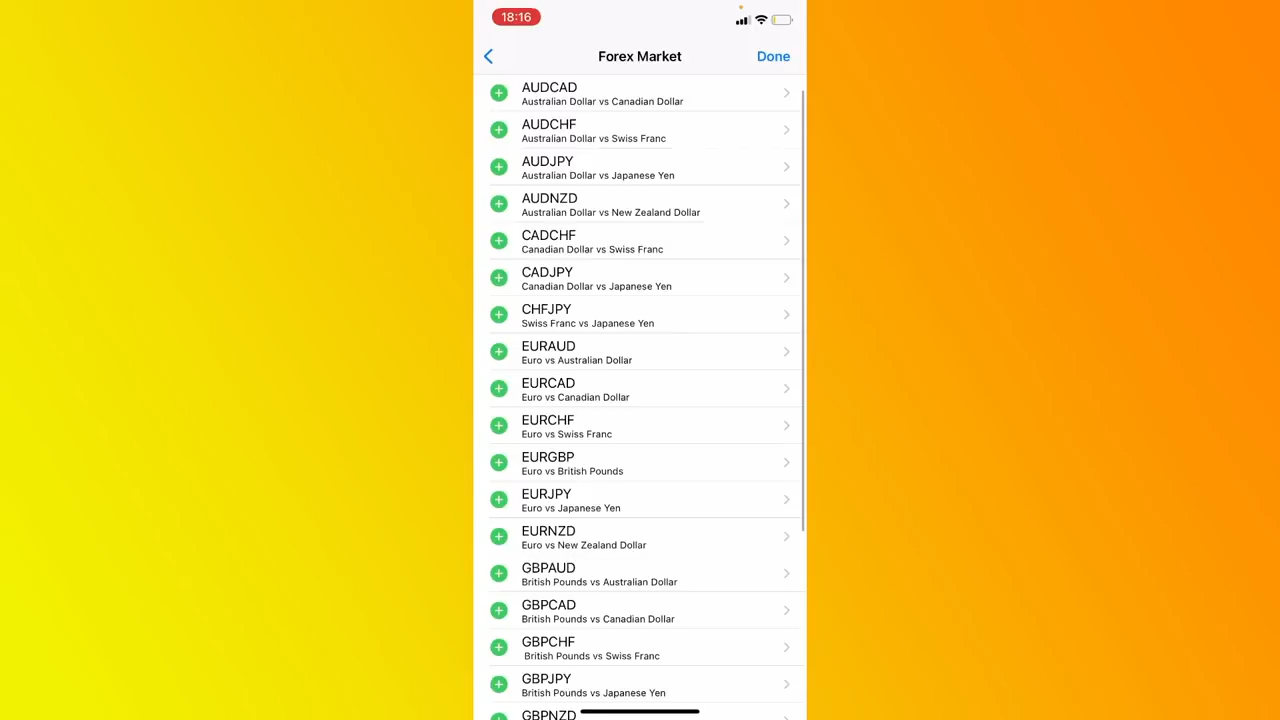 18:16
Forex Market
Done
AUDCAD
Australian Dollar vs Canadian Dollar
AUDCHF
Australian Dollar vs Swiss Franc
AUDJPY
Australian Dollar vs Japanese Yen
AUDNZD
Australian Dollar vs New Zealand Dollar
CADCHF
Canadian Dollar vs Swiss Franc
CADJPY
Canadian Dollar vs Japanese Yen
CHFJPY
Swiss Franc vs Japanese Yen
EURAUD
Euro vs Australian Dollar
EURCAD
Euro vs Canadian Dollar
EURCHF
Euro vs Swiss Franc
EURGBP
Euro vs British Pounds
EURJPY
Euro vs Japanese Yen
EURNZD
Euro vs New Zealand Dollar
GBPAUD
British Pounds vs Australian Dollar
GBPCAD
British Pounds vs Canadian Dollar
GBPCHF
British Pounds vs Swiss Franc
GBPJPY
British Pounds vs Japanese Yen
GBPNZD